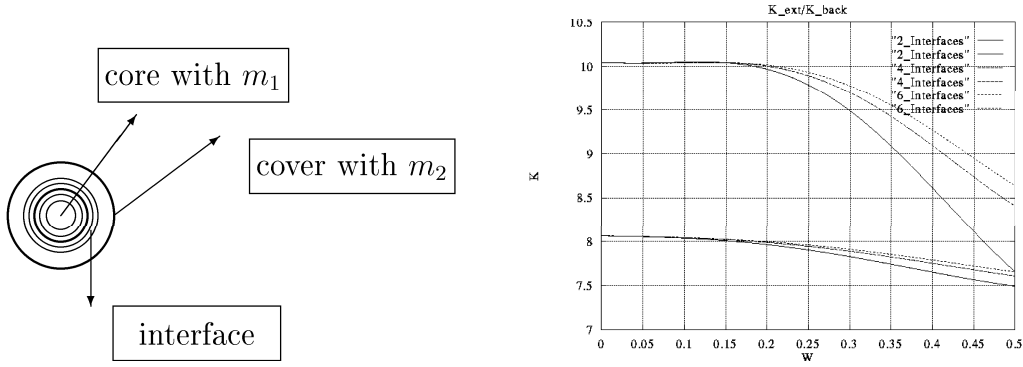 core with m₁
cover with m₂
interface
K_ext/K_back
"2_Interfaces"
"2_Interfaces"
"4_Interfaces"
"4_Interfaces"
"6_Interfaces"
"6_Interfaces"
10.5
10
9.5
9
8.5
8
7.5
7
K
0 0.05 0.1 0.15 0.2 0.25 0.3 0.35 0.4 0.45 0.5
W